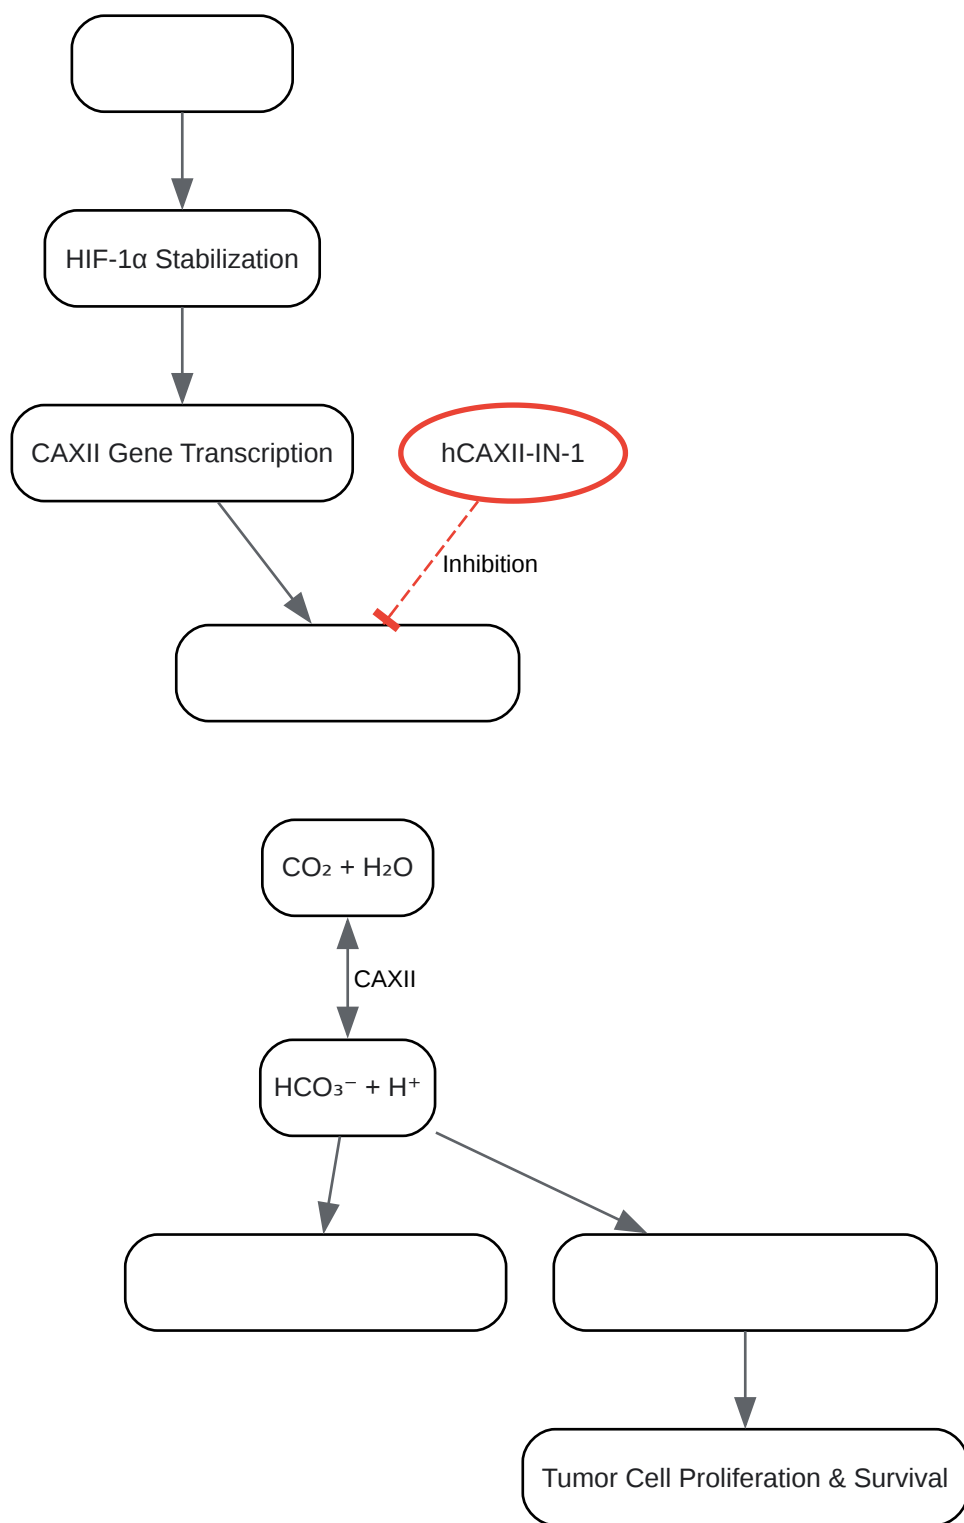 HIF-1α Stabilization
CAXII Gene Transcription
hCAXII-IN-1
Inhibition
CO₂ + H₂O
CAXII
HCO₃⁻ + H⁺
Tumor Cell Proliferation & Survival